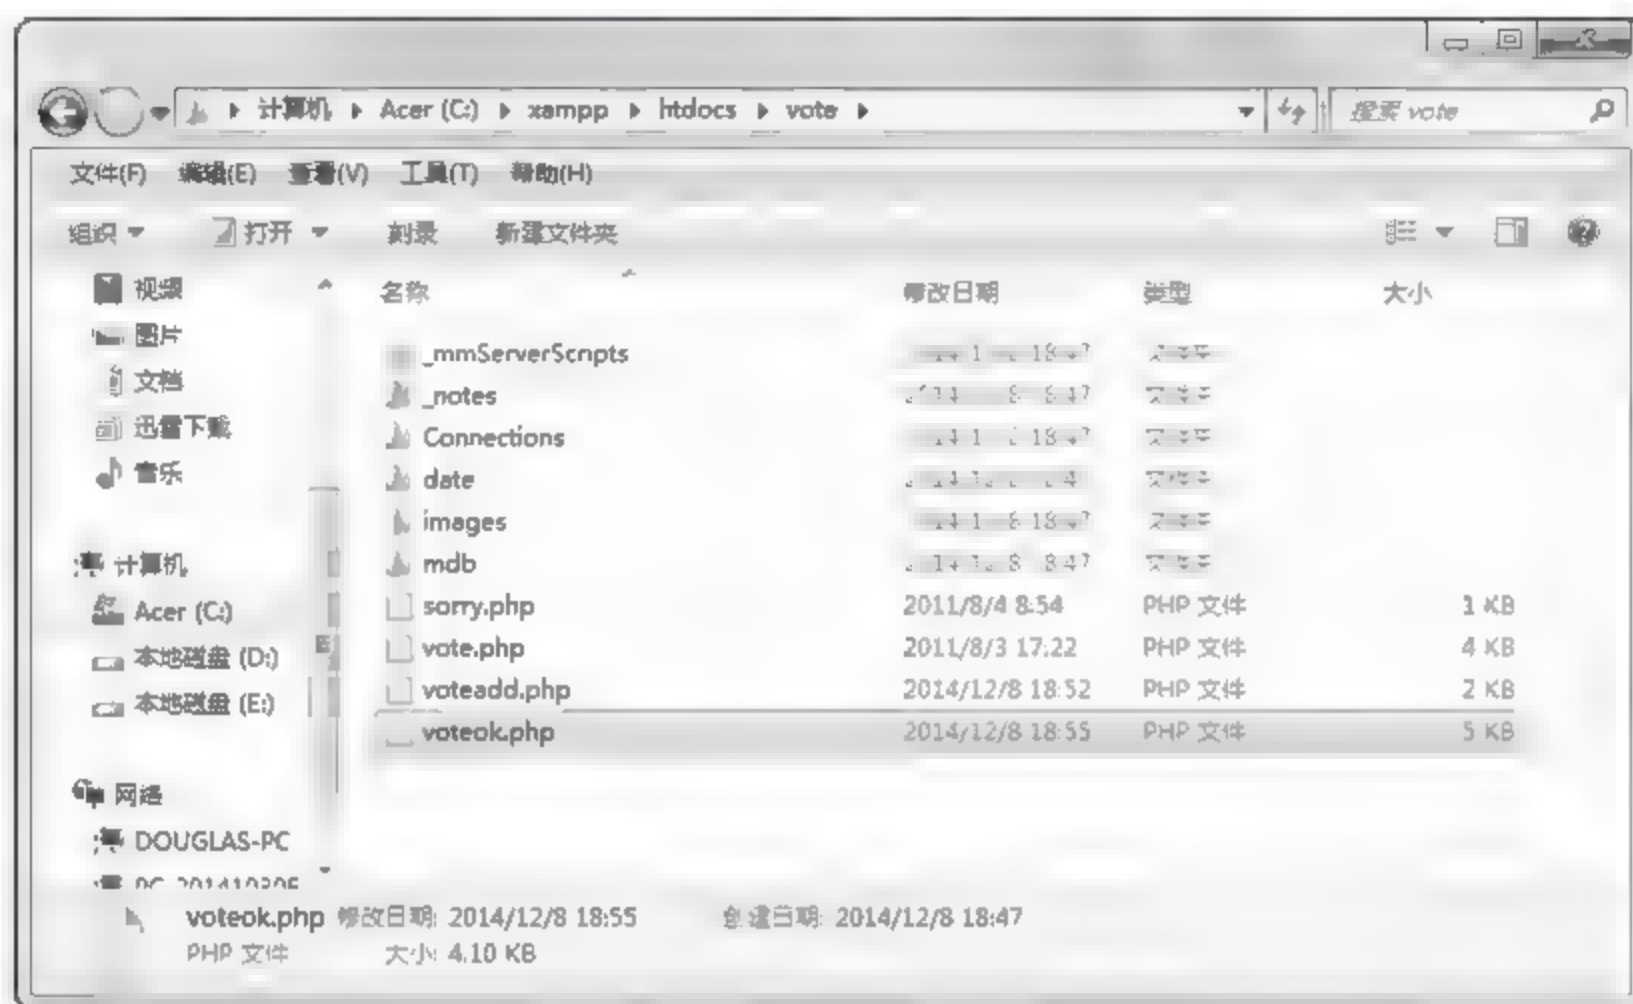 计算机 Acer (C:) xampp htdocs vote 搜索 vote
文件(F) 编辑(E) 查看(V) 工具(T) 帮助(H)
组织 打开 刻录 新建文件夹
名称 修改日期 类型 大小
视频
图片
文档
迅雷下载
音乐
计算机
Acer (C:)
本地磁盘 (D:)
本地磁盘 (E:)
网络
DOUGLAS-PC
_mmServerScripts
_notes
Connections
date
images
mdb
sorry.php 2011/8/4 8:54 PHP 文件 1 KB
vote.php 2011/8/3 17:22 PHP 文件 4 KB
voteadd.php 2014/12/8 18:52 PHP 文件 2 KB
voteok.php 2014/12/8 18:55 PHP 文件 5 KB
voteok.php 修改日期: 2014/12/8 18:55 创建日期: 2014/12/8 18:47
PHP 文件 大小: 4.10 KB